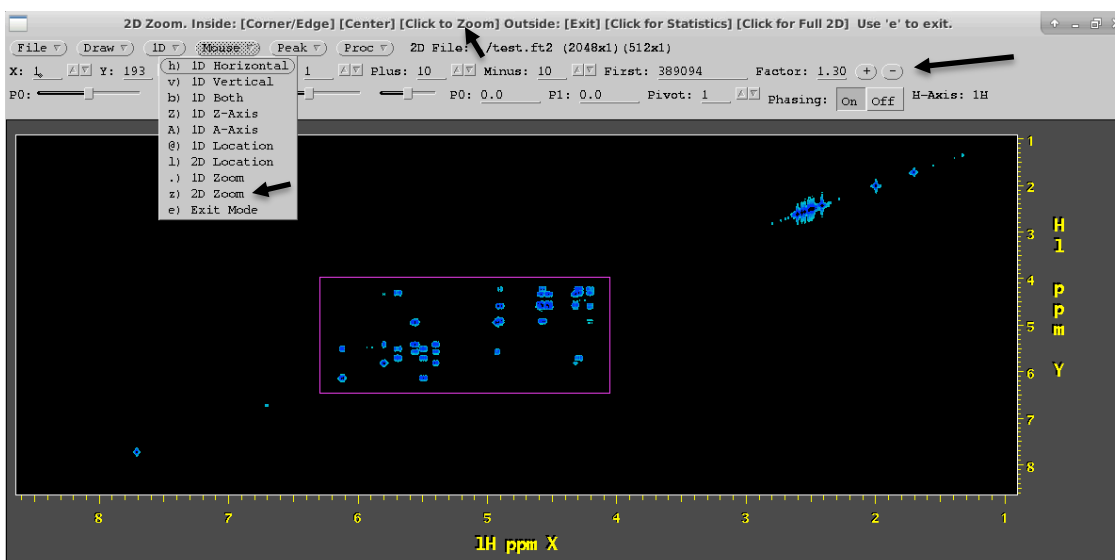 2D Zoom. Inside: [Corner/Edge] [Center] [Click to Zoom] Outside: [Exit] [Click for Statistics] [Click for Full 2D] Use 'e' to exit.
File Draw 1D Mouse Peak Proc 2D File: /test.ft2 (2048x1)(512x1)
X: 1 Y: 193 1 Plus: 10 Minus: 10 First: 389094 Factor: 1.30 + -
P0: P0: 0.0 P1: 0.0 Pivot: 1 Phasing: On Off H-Axis: 1H
h) 1D Horizontal
v) 1D Vertical
b) 1D Both
Z) 1D Z-Axis
A) 1D A-Axis
@) 1D Location
l) 2D Location
.) 1D Zoom
z) 2D Zoom
e) Exit Mode
1
2
3
4
5
6
7
8
H1 ppm Y
8 7 6 5 4 3 2 1
1H ppm X